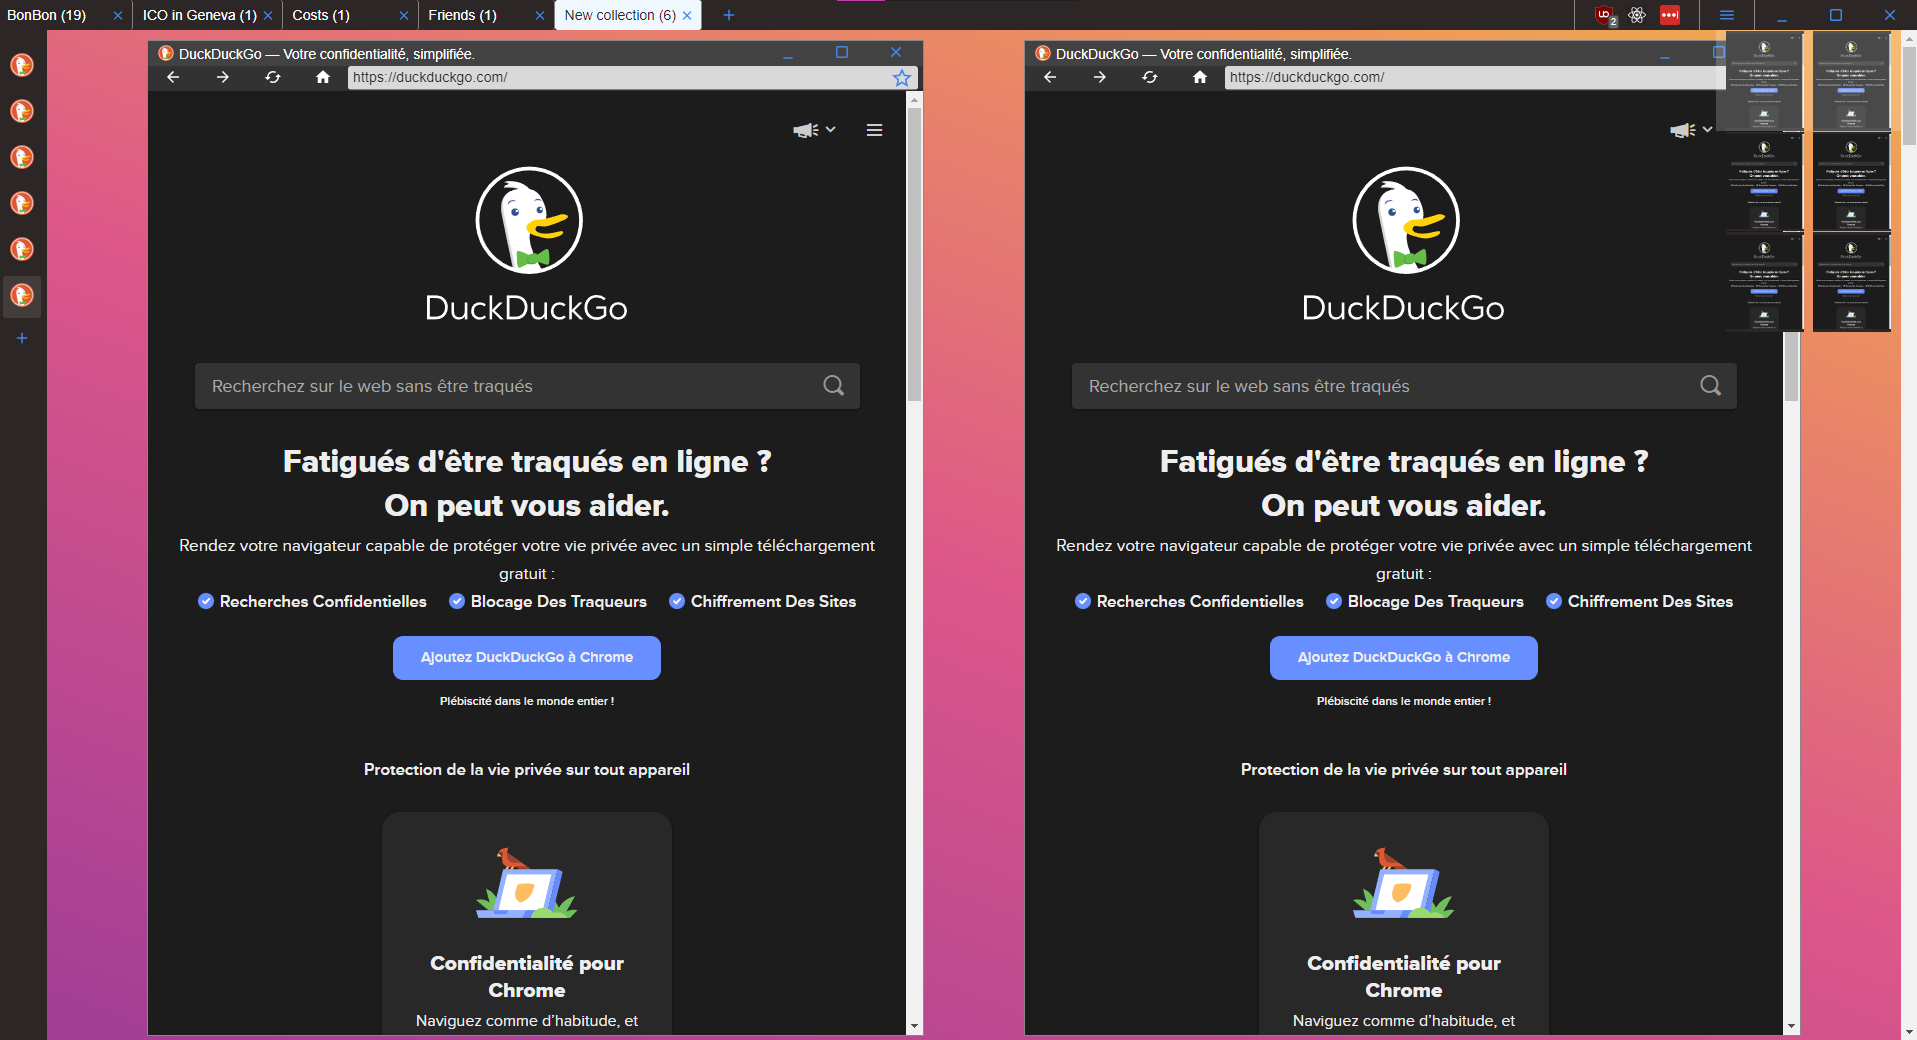 BonBon (19)
ICO in Geneva (1)
Costs (1)
Friends (1)
New collection (6)
2
DuckDuckGo — Votre confidentialité, simplifiée.
https://duckduckgo.com/
DuckDuckGo
Recherchez sur le web sans être traqués
Fatigués d'être traqués en ligne ?
On peut vous aider.
Rendez votre navigateur capable de protéger votre vie privée avec un simple téléchargement
gratuit :
Recherches Confidentielles
Blocage Des Traqueurs
Chiffrement Des Sites
Ajoutez DuckDuckGo à Chrome
Plébiscité dans le monde entier !
Protection de la vie privée sur tout appareil
Confidentialité pour
Chrome
Naviguez comme d’habitude, et
DuckDuckGo — Votre confidentialité, simplifiée.
https://duckduckgo.com/
DuckDuckGo
Recherchez sur le web sans être traqués
Fatigués d'être traqués en ligne ?
On peut vous aider.
Rendez votre navigateur capable de protéger votre vie privée avec un simple téléchargement
gratuit :
Recherches Confidentielles
Blocage Des Traqueurs
Chiffrement Des Sites
Ajoutez DuckDuckGo à Chrome
Plébiscité dans le monde entier !
Protection de la vie privée sur tout appareil
Confidentialité pour
Chrome
Naviguez comme d’habitude, et